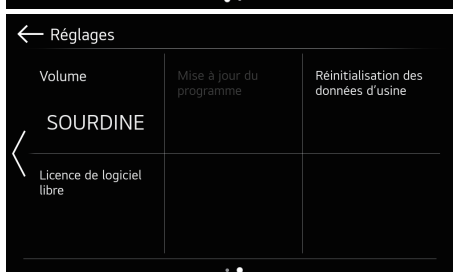 Réglages
Volume
SOURDINE
Mise à jour du
programme
Réinitialisation des
données d'usine
Licence de logiciel
libre